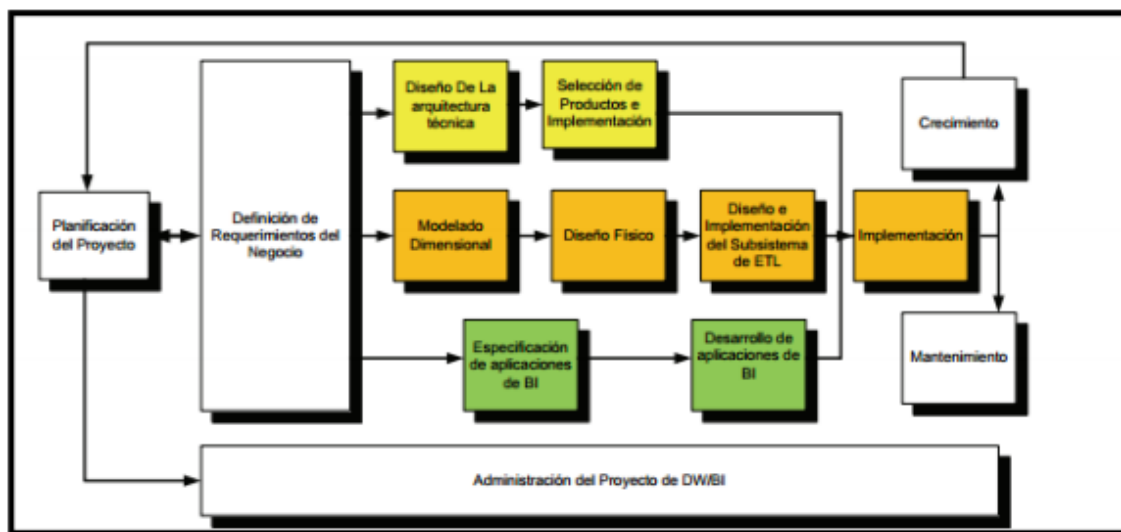 Planificación
del Proyecto
Definición de
Requerimientos del
Negocio
Diseño De La
arquitectura
técnica
Selección de
Productos e
Implementación
Modelado
Dimensional
Diseño Físico
Diseño e
Implementación
del Subsistema
de ETL
Implementación
Especificación
de aplicaciones
de BI
Desarrollo de
aplicaciones de
BI
Crecimiento
Mantenimiento
Administración del Proyecto de DW/BI